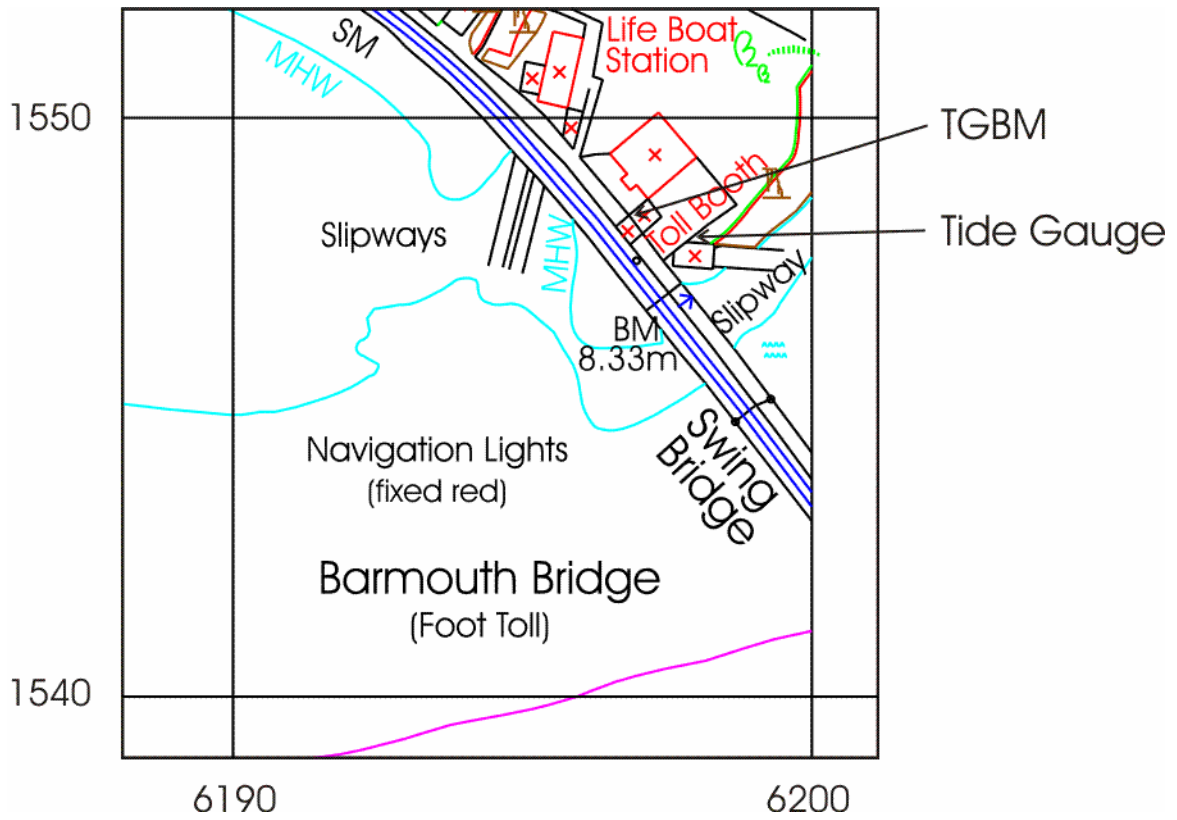 SM
Life Boat
Station
MHW
1550
TGBM
Toll Booth
Slipways
Tide Gauge
MHW
Slipway
BM
8.33m
Swing
Bridge
Navigation Lights
(fixed red)
Barmouth Bridge
(Foot Toll)
1540
6190
6200